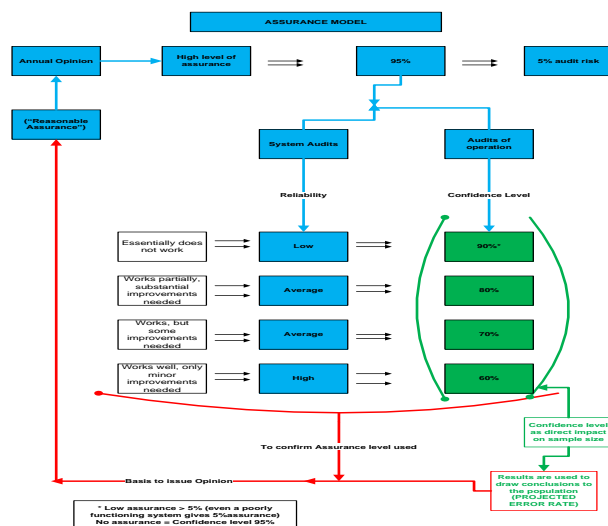 ASSURANCE MODEL
Annual Opinion
High level of
assurance
95%
5% audit risk
("Reasonable
Assurance")
System Audits
Audits of
operation
Reliability
Confidence Level
Essentially does
not work
Low
90%*
Works partially,
substantial
improvements
needed
Average
80%
Works, but
some
improvements
needed
Average
70%
Works well, only
minor
improvements
needed
High
60%
Confidence level
as direct impact
on sample size
To confirm Assurance level used
Basis to issue Opinion
Results are used to
draw conclusions to
the population
(PROJECTED
ERROR RATE)
* Low assurance > 5% (even a poorly
functioning system gives 5%assurance)
No assurance = Confidence level 95%